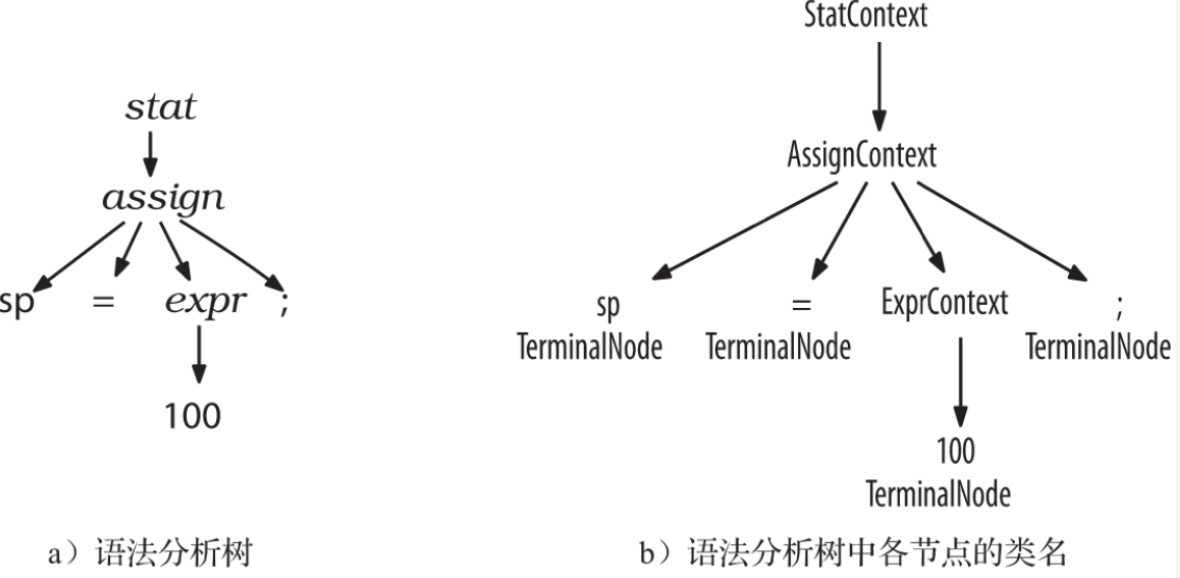 stat
assign
sp = expr ;
100
a）语法分析树
StatContext
AssignContext
sp = ExprContext ;
TerminalNode TerminalNode TerminalNode
100
TerminalNode
b）语法分析树中各节点的类名